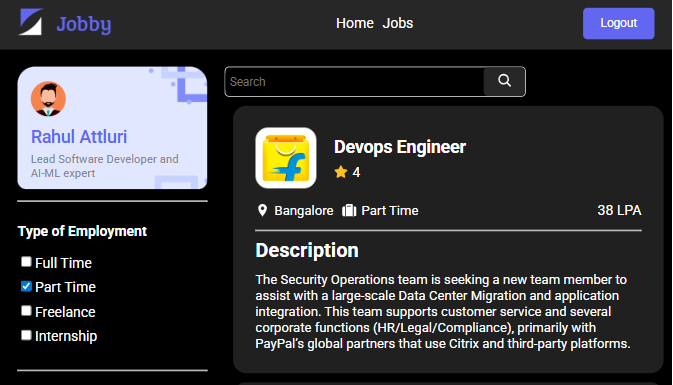 Jobby
Home Jobs
Logout
Rahul Attluri
Lead Software Developer and
AI-ML expert
Type of Employment
Full Time
Part Time
Freelance
Internship
Search
Devops Engineer
4
Bangalore Part Time 38 LPA
Description
The Security Operations team is seeking a new team member to
assist with a large-scale Data Center Migration and application
integration. This team supports customer service and several
corporate functions (HR/Legal/Compliance), primarily with
PayPal's global partners that use Citrix and third-party platforms.